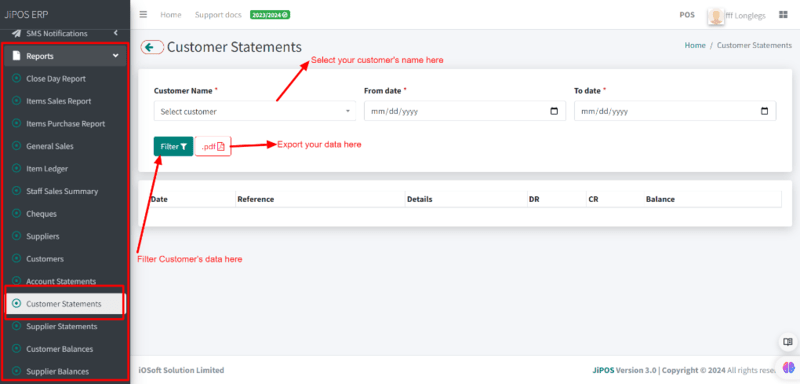 JiPOS ERP
Home Support docs 2023/2024 POS fff Longlegs
SMS Notifications
Reports
Close Day Report
Items Sales Report
Items Purchase Report
General Sales
Item Ledger
Staff Sales Summary
Cheques
Suppliers
Customers
Account Statements
Customer Statements
Supplier Statements
Customer Balances
Supplier Balances
Customer Statements
Home / Customer Statements
Select your customer's name here
Customer Name * From date * To date *
Select customer mm/dd/yyyy mm/dd/yyyy
Filter .pdf Export your data here
Date Reference Details DR CR Balance
Filter Customer's data here
iOSoft Solution Limited
JiPOS Version 3.0 | Copyright © 2024 All rights